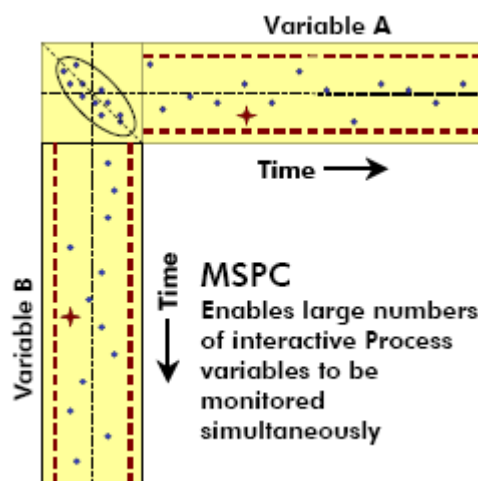 Variable A
Time
Variable B
Time
MSPC
Enables large numbers
of interactive Process
variables to be
monitored
simultaneously